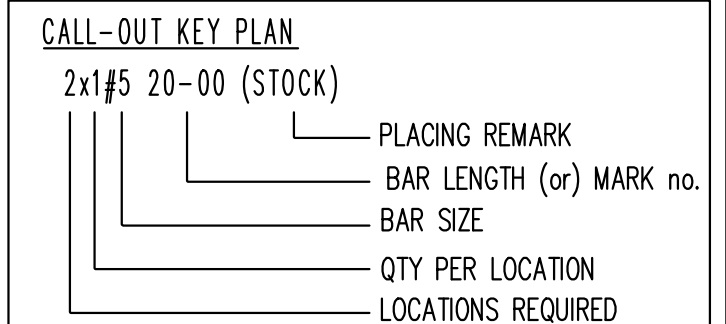 CALL-OUT KEY PLAN
2x1#5 20-00 (STOCK)
PLACING REMARK
BAR LENGTH (or) MARK no.
BAR SIZE
QTY PER LOCATION
LOCATIONS REQUIRED